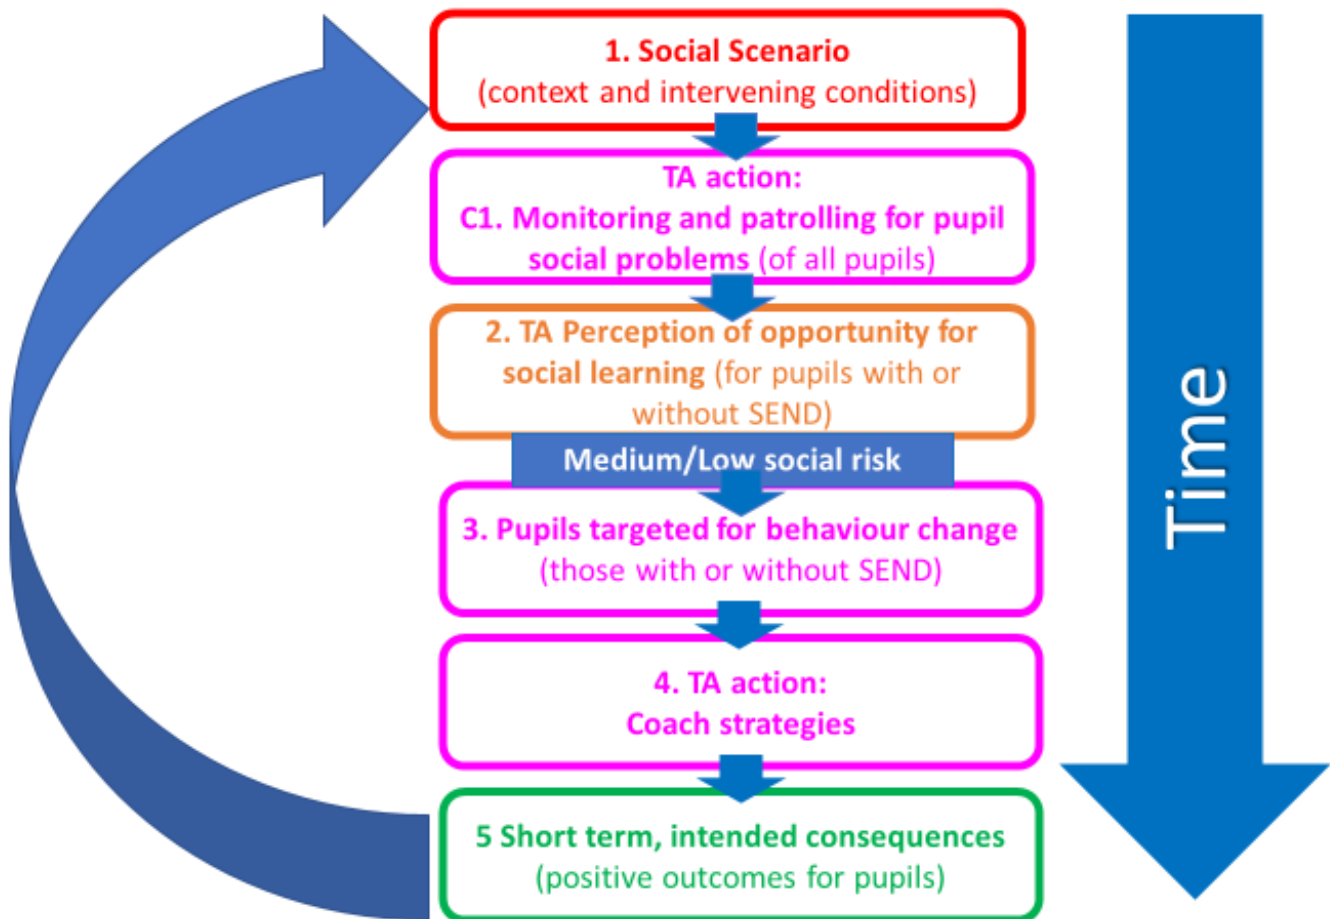 1. Social Scenario
(context and intervening conditions)
TA action:
C1. Monitoring and patrolling for pupil
social problems (of all pupils)
2. TA Perception of opportunity for
social learning (for pupils with or
without SEND)
Medium/Low social risk
3. Pupils targeted for behaviour change
(those with or without SEND)
4. TA action:
Coach strategies
5 Short term, intended consequences
(positive outcomes for pupils)
Time